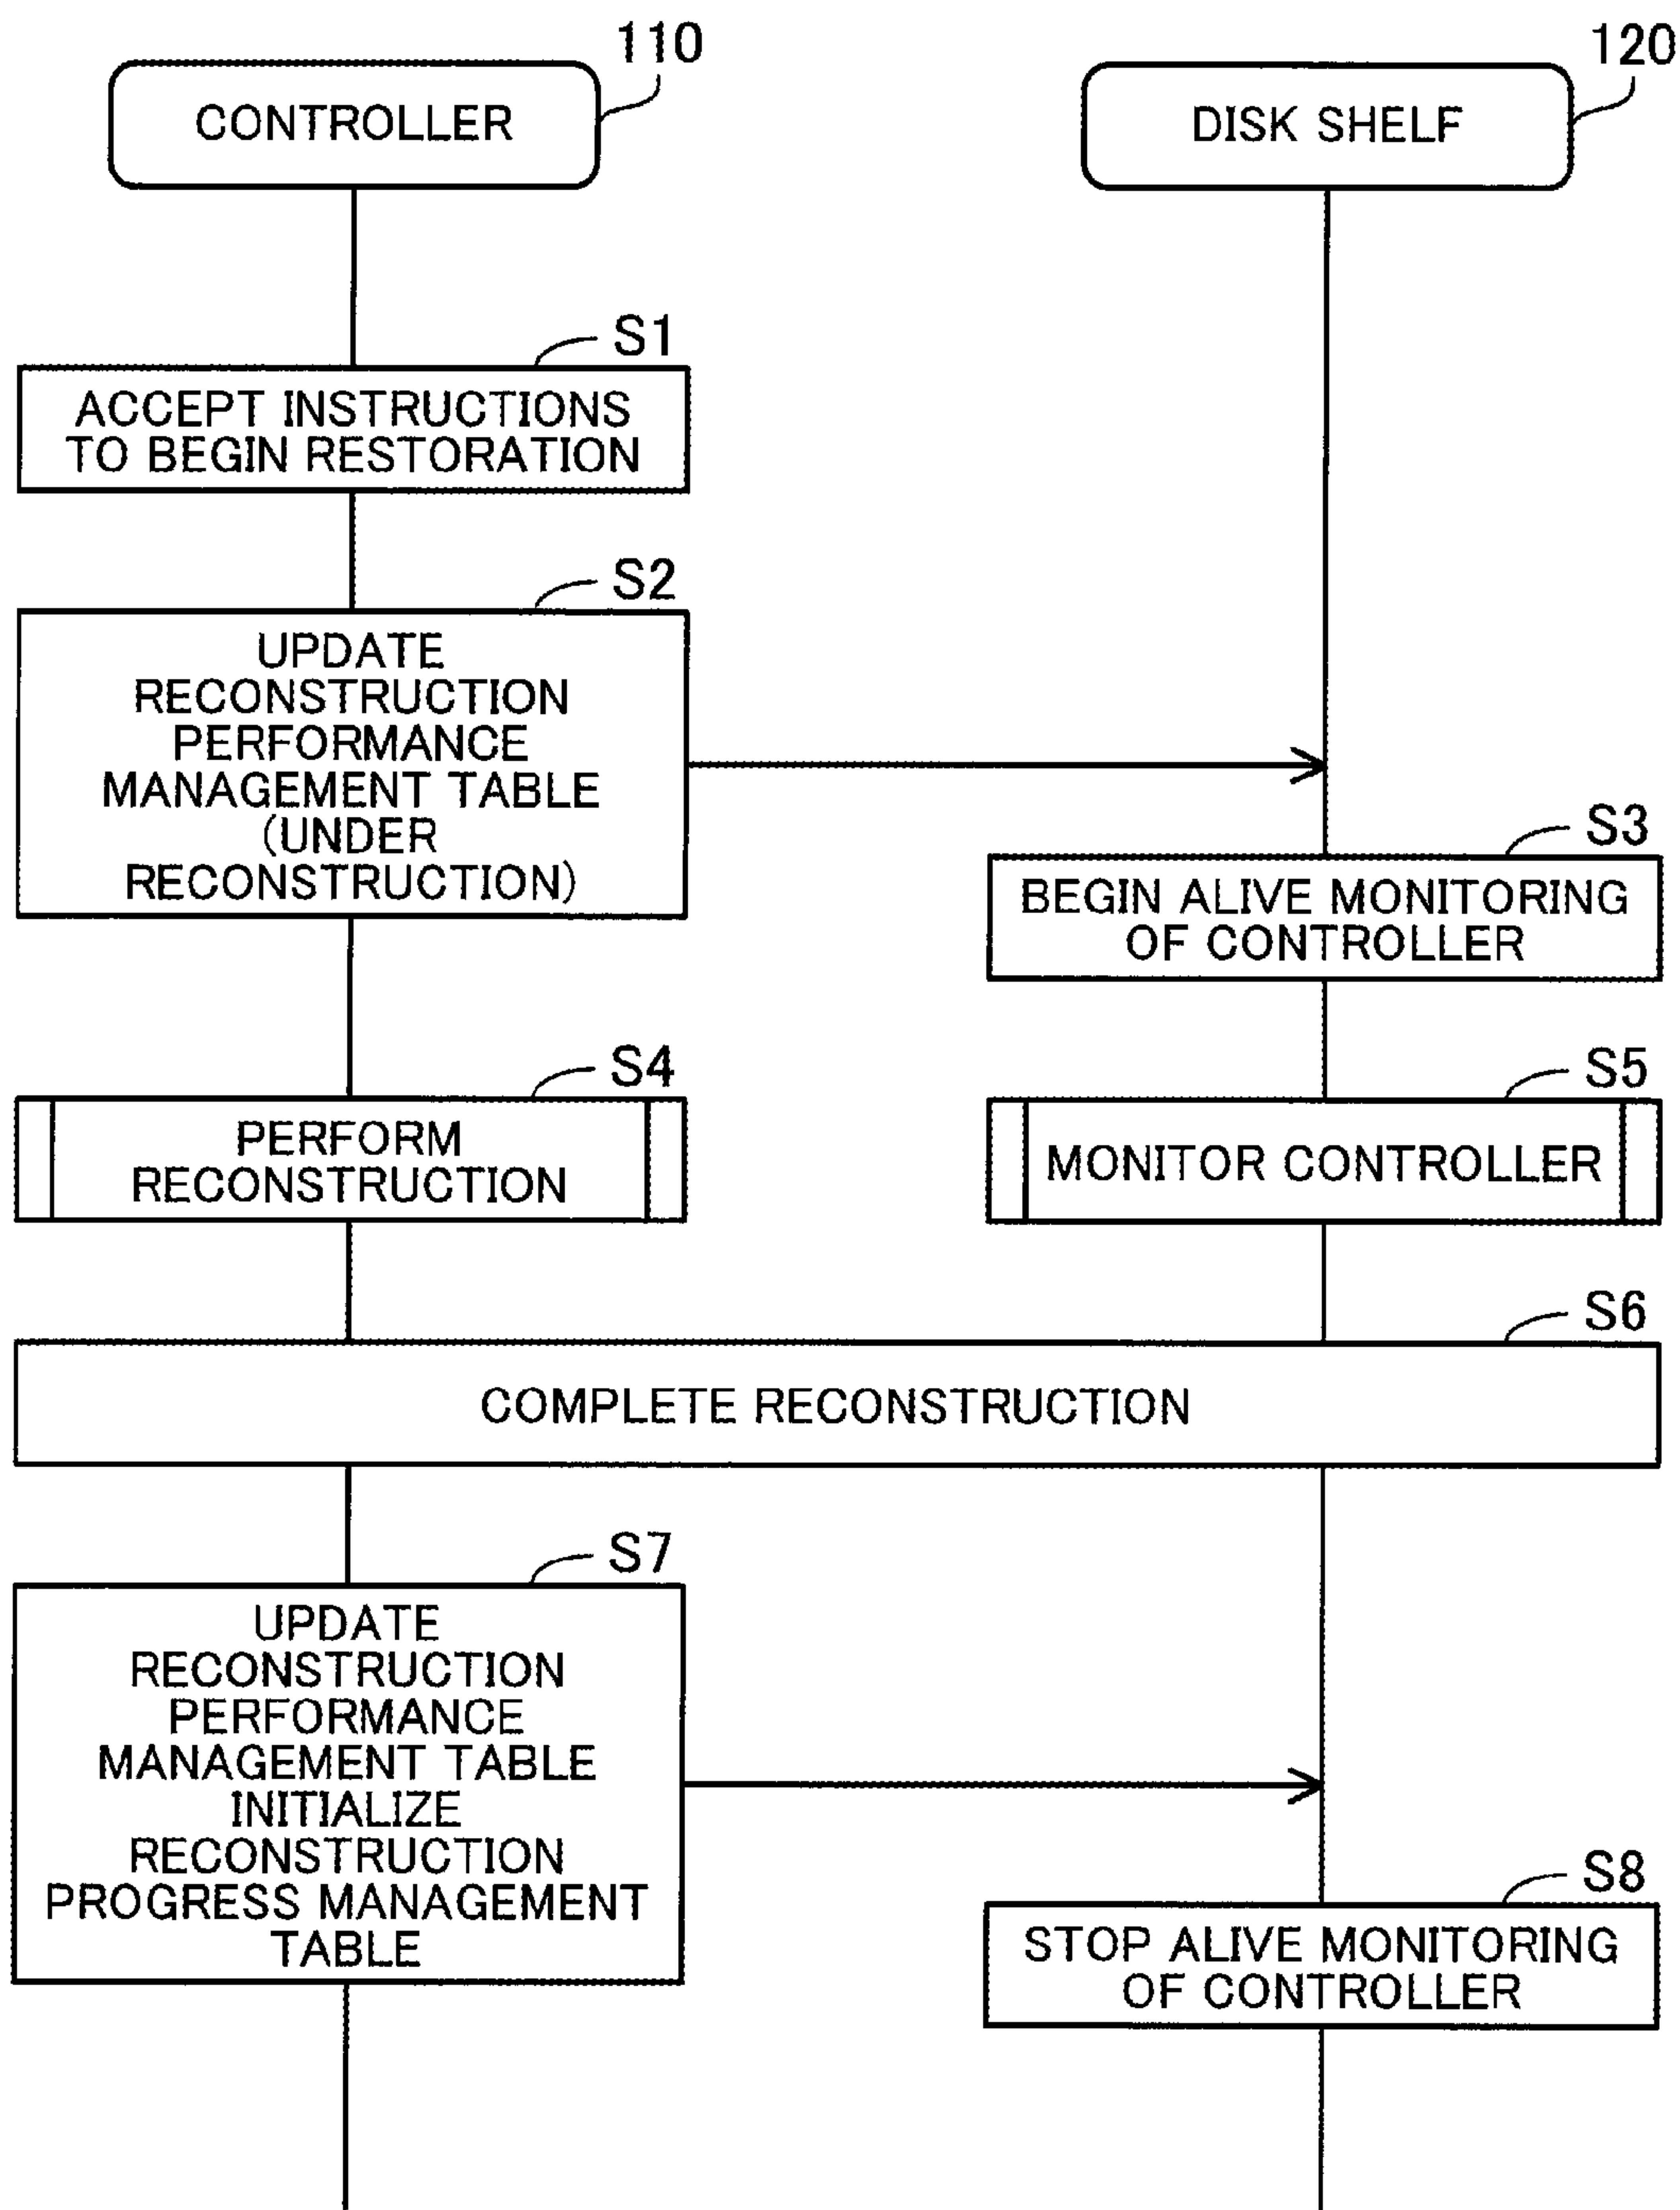 110
CONTROLLER
120
DISK SHELF
S1
ACCEPT INSTRUCTIONS
TO BEGIN RESTORATION
S2
UPDATE
RECONSTRUCTION
PERFORMANCE
MANAGEMENT TABLE
(UNDER
RECONSTRUCTION)
S3
BEGIN ALIVE MONITORING
OF CONTROLLER
S4
PERFORM
RECONSTRUCTION
S5
MONITOR CONTROLLER
S6
COMPLETE RECONSTRUCTION
S7
UPDATE
RECONSTRUCTION
PERFORMANCE
MANAGEMENT TABLE
INITIALIZE
RECONSTRUCTION
PROGRESS MANAGEMENT
TABLE
S8
STOP ALIVE MONITORING
OF CONTROLLER